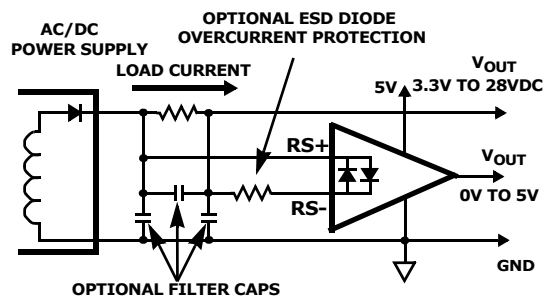 OPTIONAL ESD DIODE
OVERCURRENT PROTECTION
AC/DC
POWER SUPPLY
LOAD CURRENT
VOUT
5V
3.3V TO 28VDC
RS+
VOUT
RS-
0V TO 5V
GND
OPTIONAL FILTER CAPS